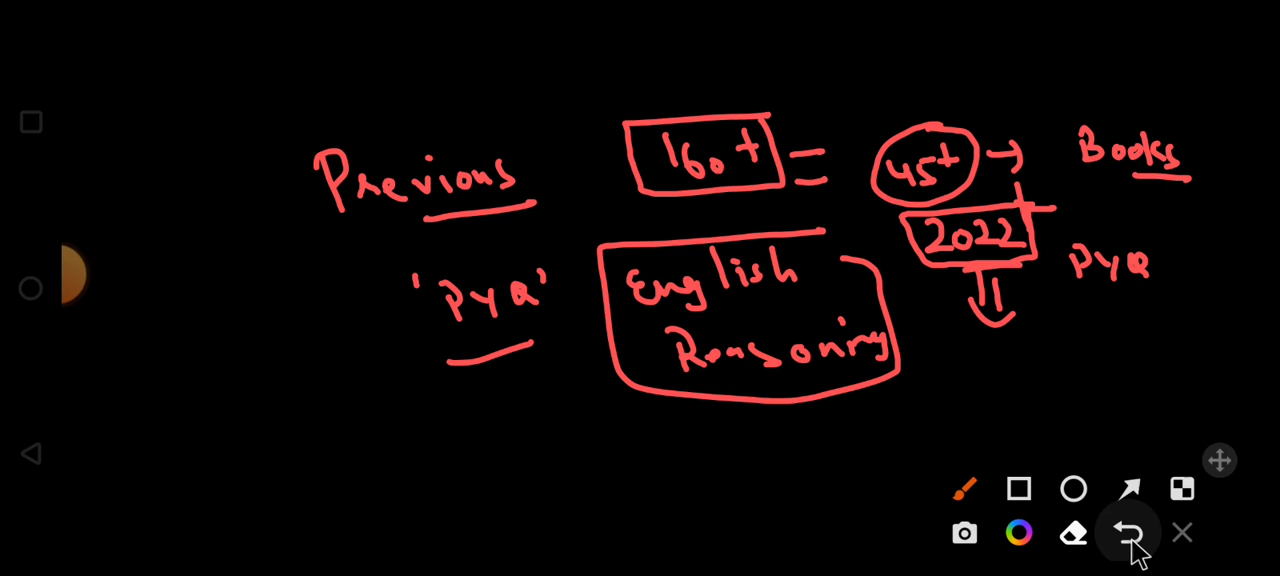 Previous 160+ = 45+ → Books
2022
'PYQ' English PYQ
Reasoning